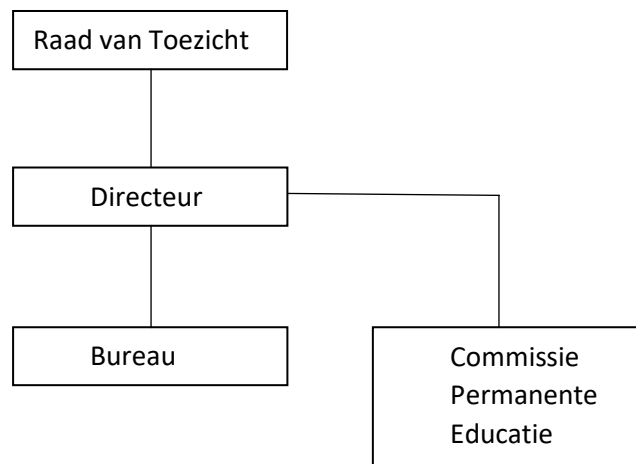 Raad van Toezicht
Directeur
Bureau
Commissie
Permanente
Educatie